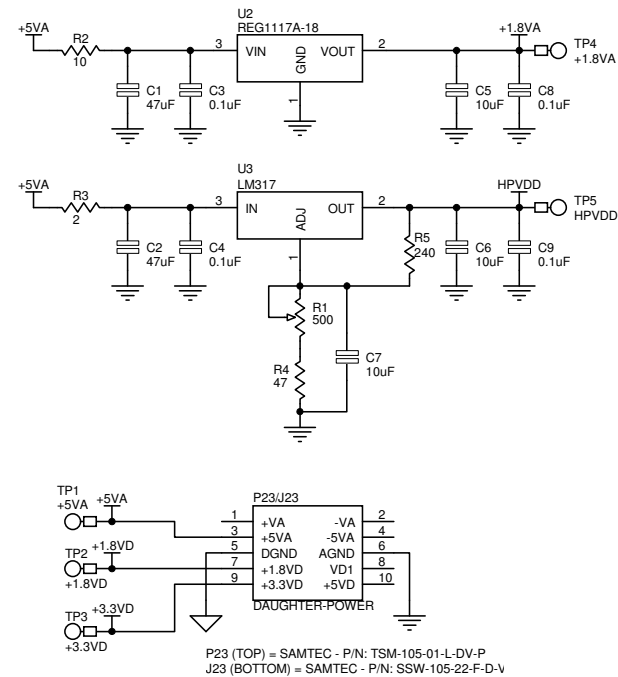 U2
REG1117A-18
+5VA
R2
10
3
VIN
VOUT
2
GND
1
+1.8VA
TP4
+1.8VA
C1
47uF
C3
0.1uF
C5
10uF
C8
0.1uF
U3
LM317
+5VA
R3
2
3
IN
OUT
2
ADJ
1
HPVDD
TP5
HPVDD
C2
47uF
C4
0.1uF
R5
240
C6
10uF
C9
0.1uF
R1
500
R4
47
C7
10uF
TP1
+5VA
+5VA
TP2
+1.8VD
+1.8VD
TP3
+3.3VD
+3.3VD
P23/J23
1 +VA -VA 2
3 +5VA -5VA 4
5 DGND AGND 6
7 +1.8VD VD1 8
9 +3.3VD +5VD 10
DAUGHTER-POWER
P23 (TOP) = SAMTEC - P/N: TSM-105-01-L-DV-P
J23 (BOTTOM) = SAMTEC - P/N: SSW-105-22-F-D-V